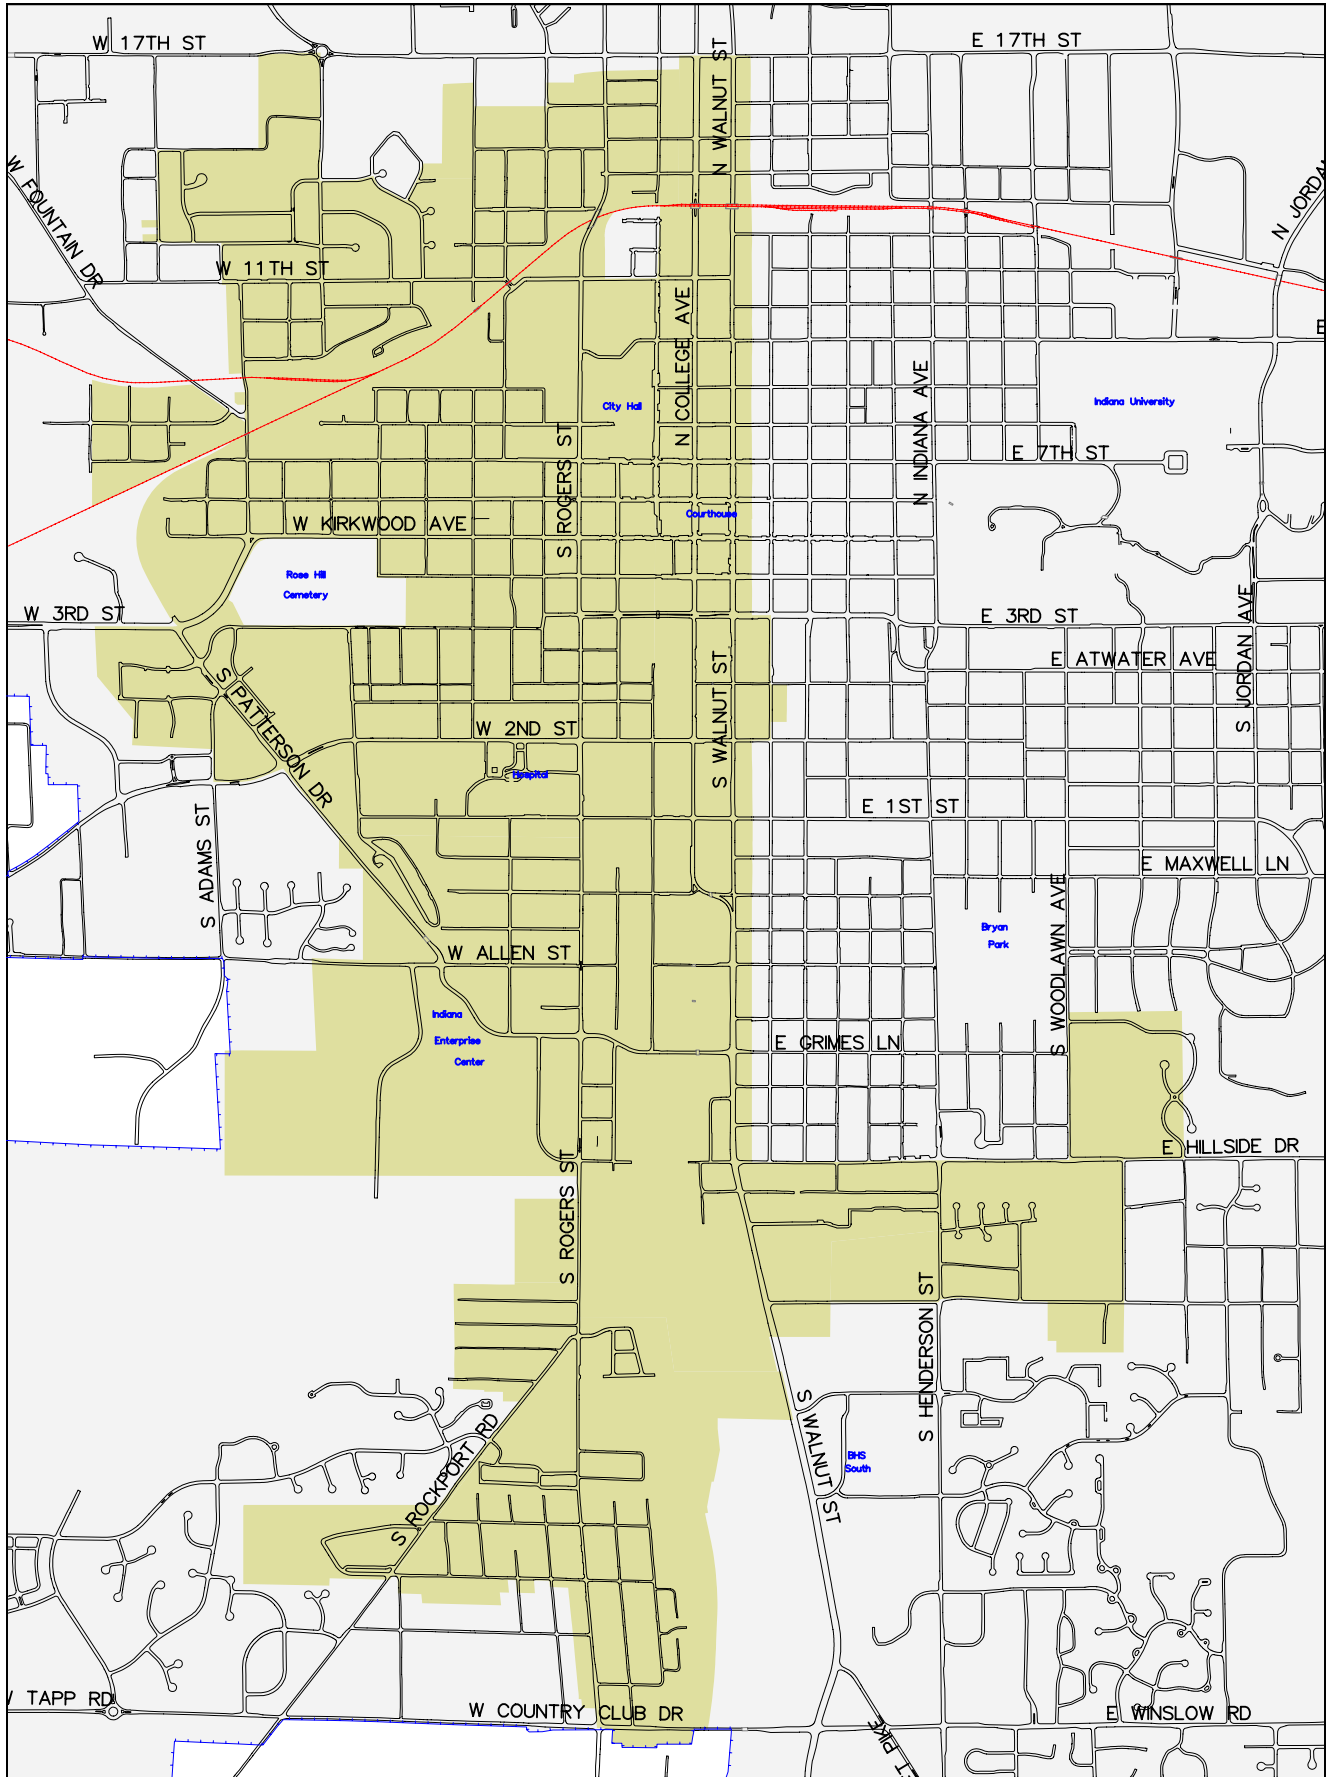 W 17TH ST
E 17TH ST
N WALNUT ST
W FOUNTAIN DR
W 11TH ST
N COLLEGE AVE
City Hall
N INDIANA AVE
Indiana University
S ROGERS ST
E 7TH ST
Courthouse
W KIRKWOOD AVE
Rose Hill
Cemetery
W 3RD ST
E 3RD ST
S JORDAN AVE
E ATWATER AVE
S PATTERSON DR
S WALNUT ST
W 2ND ST
Hospital
E 1ST ST
S ADAMS ST
E MAXWELL LN
S WOODLAWN AVE
Bryan
Park
W ALLEN ST
Indiana
Enterprise
Center
E GRIMES LN
E HILLSIDE DR
S ROGERS ST
S HENDERSON ST
S WALNUT ST
S ROCKPORT RD
BHS
South
TAPP RD
W COUNTRY CLUB DR
E WINSLOW RD
PIKE